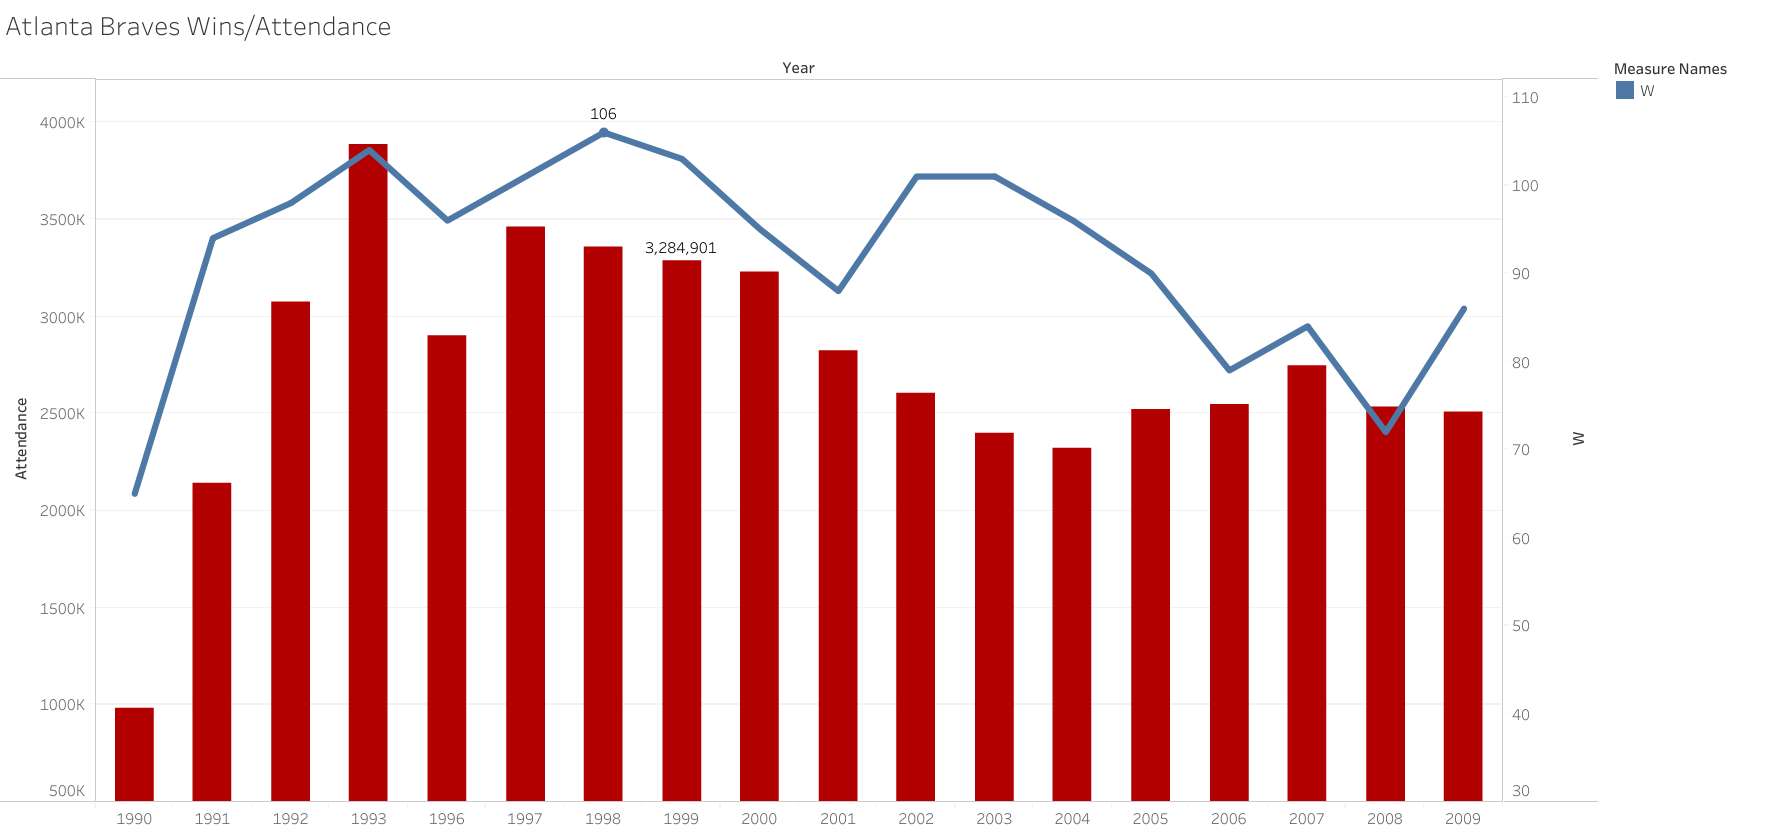 Atlanta Braves Wins/Attendance
Year
Measure Names
W
4000K
3500K
3000K
2500K
2000K
1500K
1000K
500K
Attendance
106
3,284,901
110
100
90
80
70
60
50
40
30
W
1990 1991 1992 1993 1996 1997 1998 1999 2000 2001 2002 2003 2004 2005 2006 2007 2008 2009